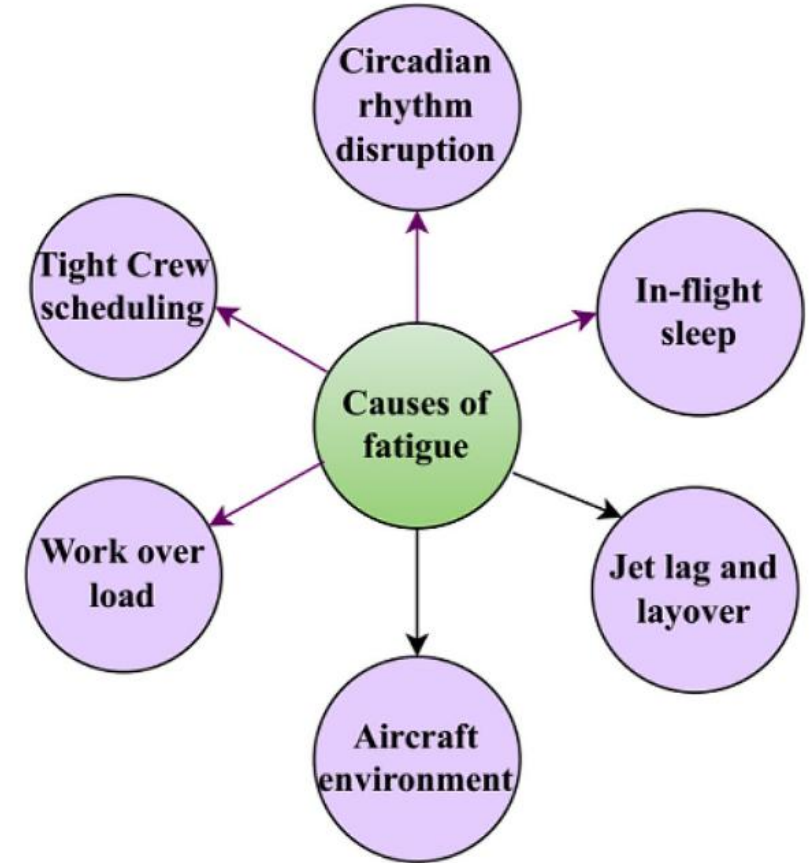 Circadian
rhythm
disruption
Tight Crew
scheduling
In-flight
sleep
Causes of
fatigue
Work over
load
Jet lag and
layover
Aircraft
environment